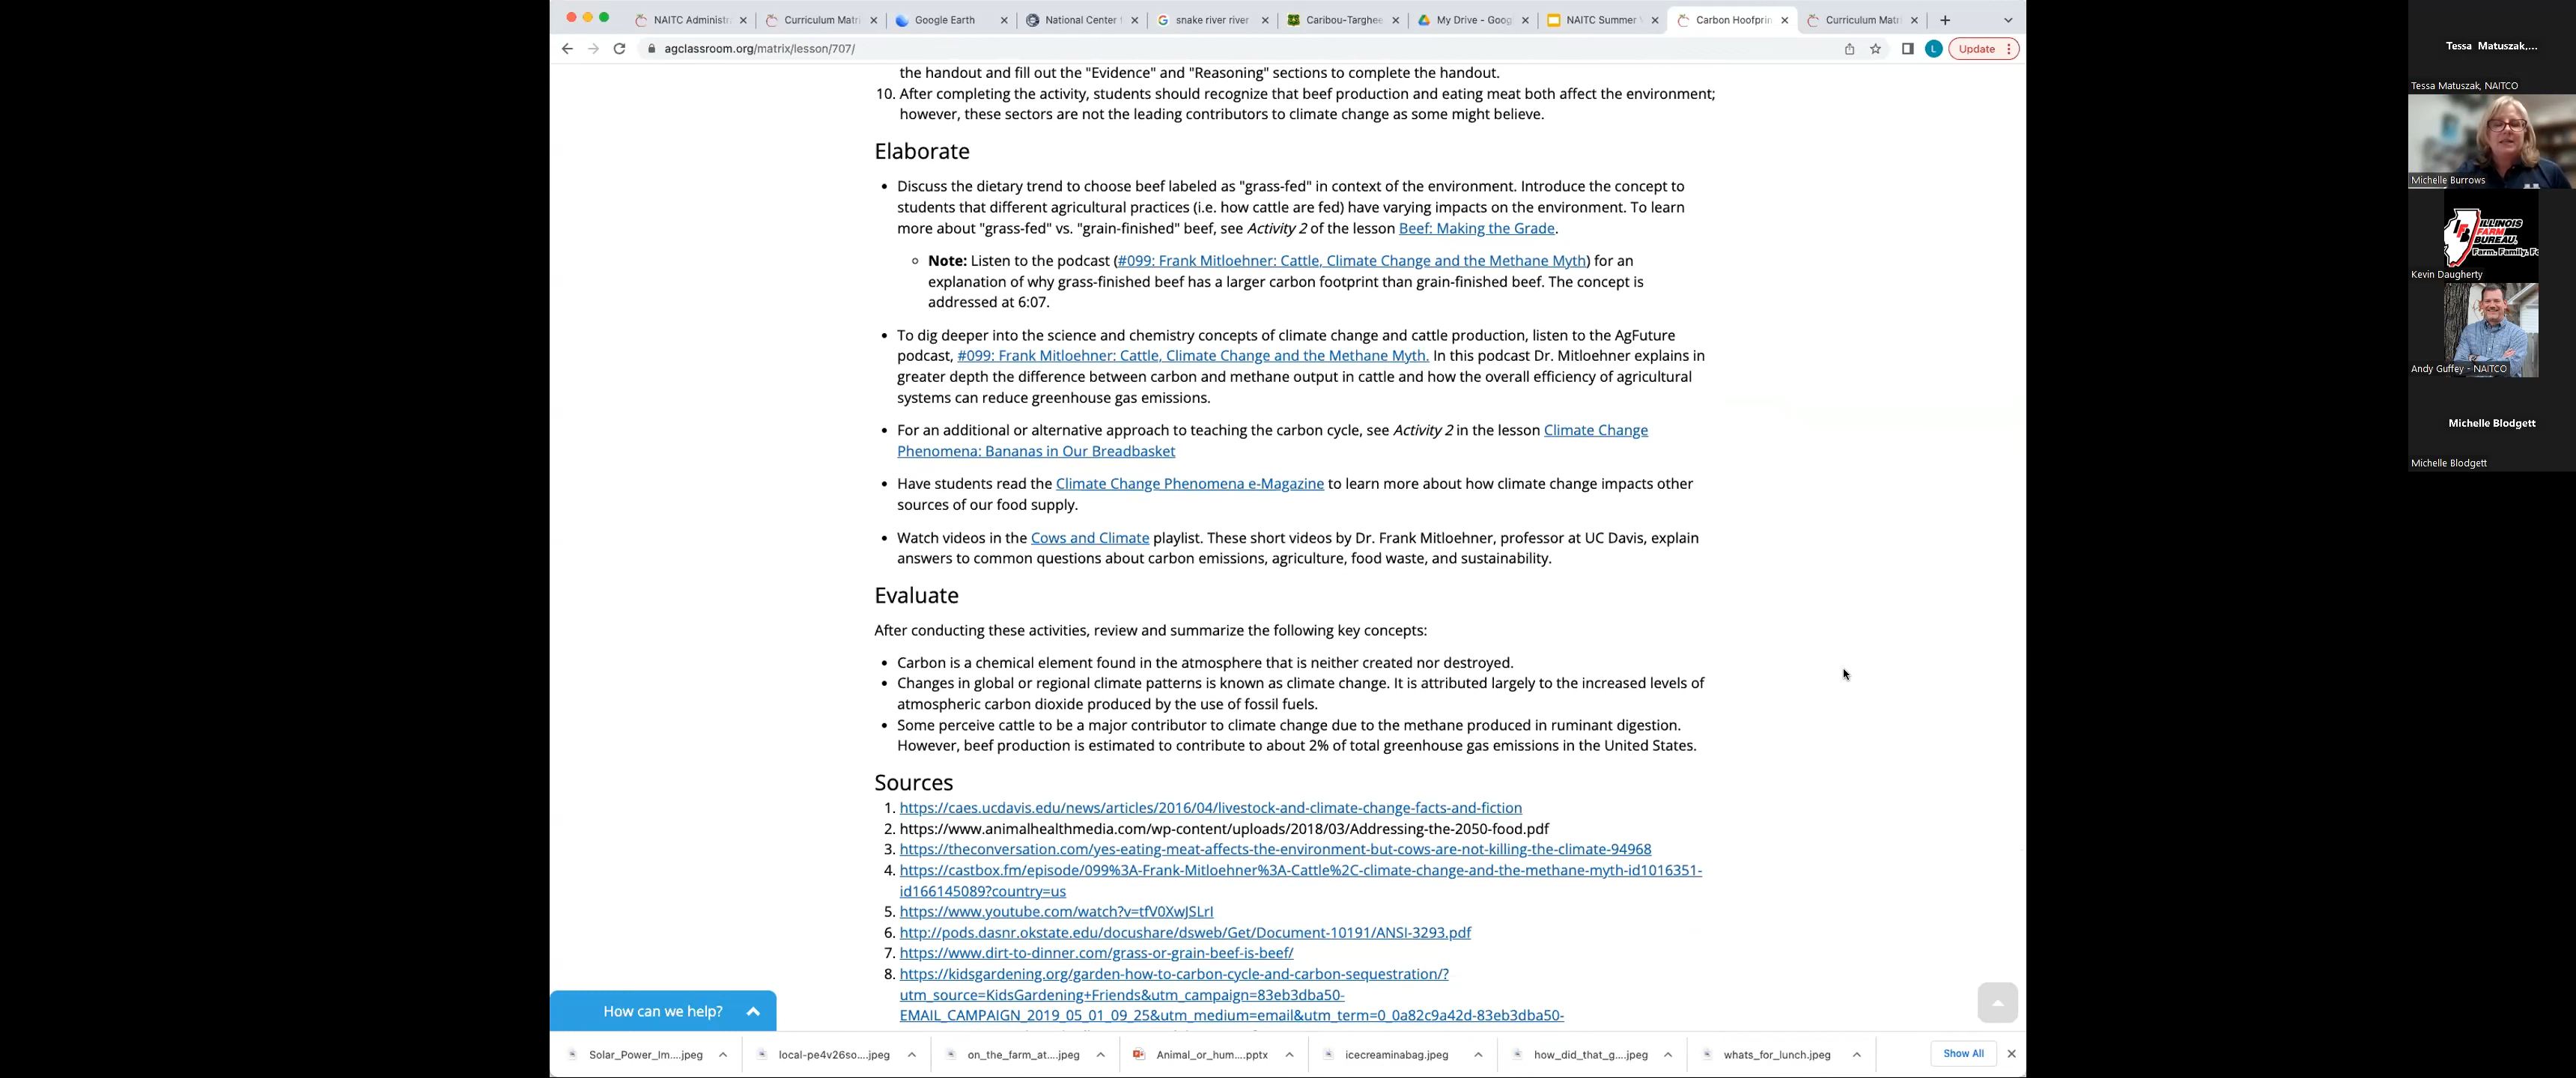 NAITC Administ
Curriculum Matri
Google Earth
National Center f
snake river river
Caribou-Targhee
My Drive - Goog
NAITC Summer
Carbon Hoofprin
Curriculum Matr
agclassroom.org/matrix/lesson/707/
L
Update
the handout and fill out the "Evidence" and "Reasoning" sections to complete the handout.
10. After completing the activity, students should recognize that beef production and eating meat both affect the environment;
however, these sectors are not the leading contributors to climate change as some might believe.
Elaborate
• Discuss the dietary trend to choose beef labeled as "grass-fed" in context of the environment. Introduce the concept to
students that different agricultural practices (i.e. how cattle are fed) have varying impacts on the environment. To learn
more about "grass-fed" vs. "grain-finished" beef, see Activity 2 of the lesson Beef: Making the Grade.
Note: Listen to the podcast (#099: Frank Mitloehner: Cattle, Climate Change and the Methane Myth) for an
explanation of why grass-finished beef has a larger carbon footprint than grain-finished beef. The concept is
addressed at 6:07.
• To dig deeper into the science and chemistry concepts of climate change and cattle production, listen to the AgFuture
podcast, #099: Frank Mitloehner: Cattle, Climate Change and the Methane Myth. In this podcast Dr. Mitloehner explains in
greater depth the difference between carbon and methane output in cattle and how the overall efficiency of agricultural
systems can reduce greenhouse gas emissions.
• For an additional or alternative approach to teaching the carbon cycle, see Activity 2 in the lesson Climate Change
Phenomena: Bananas in Our Breadbasket
• Have students read the Climate Change Phenomena e-Magazine to learn more about how climate change impacts other
sources of our food supply.
• Watch videos in the Cows and Climate playlist. These short videos by Dr. Frank Mitloehner, professor at UC Davis, explain
answers to common questions about carbon emissions, agriculture, food waste, and sustainability.
Evaluate
After conducting these activities, review and summarize the following key concepts:
• Carbon is a chemical element found in the atmosphere that is neither created nor destroyed.
• Changes in global or regional climate patterns is known as climate change. It is attributed largely to the increased levels of
atmospheric carbon dioxide produced by the use of fossil fuels.
• Some perceive cattle to be a major contributor to climate change due to the methane produced in ruminant digestion.
However, beef production is estimated to contribute to about 2% of total greenhouse gas emissions in the United States.
Sources
1. https://caes.ucdavis.edu/news/articles/2016/04/livestock-and-climate-change-facts-and-fiction
2. https://www.animalhealthmedia.com/wp-content/uploads/2018/03/Addressing-the-2050-food.pdf
3. https://theconversation.com/yes-eating-meat-affects-the-environment-but-cows-are-not-killing-the-climate-94968
4. https://castbox.fm/episode/099%3A-Frank-Mitloehner%3A-Cattle%2C-climate-change-and-the-methane-myth-id1016351-
id166145089?country=us
5. https://www.youtube.com/watch?v=tfV0XwJSLrI
6. http://pods.dasnr.okstate.edu/docushare/dsweb/Get/Document-10191/ANSI-3293.pdf
7. https://www.dirt-to-dinner.com/grass-or-grain-beef-is-beef/
8. https://kidsgardening.org/garden-how-to-carbon-cycle-and-carbon-sequestration/?
utm_source=KidsGardening+Friends&utm_campaign=83eb3dba50-
EMAIL_CAMPAIGN_2019_05_01_09_25&utm_medium=email&utm_term=0_0a82c9a42d-83eb3dba50-
How can we help?
Solar_Power_Im....jpeg
local-pe4v26so....jpeg
on_the_farm_at....jpeg
Animal_or_hum....pptx
icecreaminabag.jpeg
how_did_that_g....jpeg
whats_for_lunch.jpeg
Show All
Tessa Matuszak,...
Tessa Matuszak, NAITCO
Michelle Burrows
ILLINOIS
FARM
BUREAU.
Farm. Family. Fo
Kevin Daugherty
Andy Guffey - NAITCO
Michelle Blodgett
Michelle Blodgett